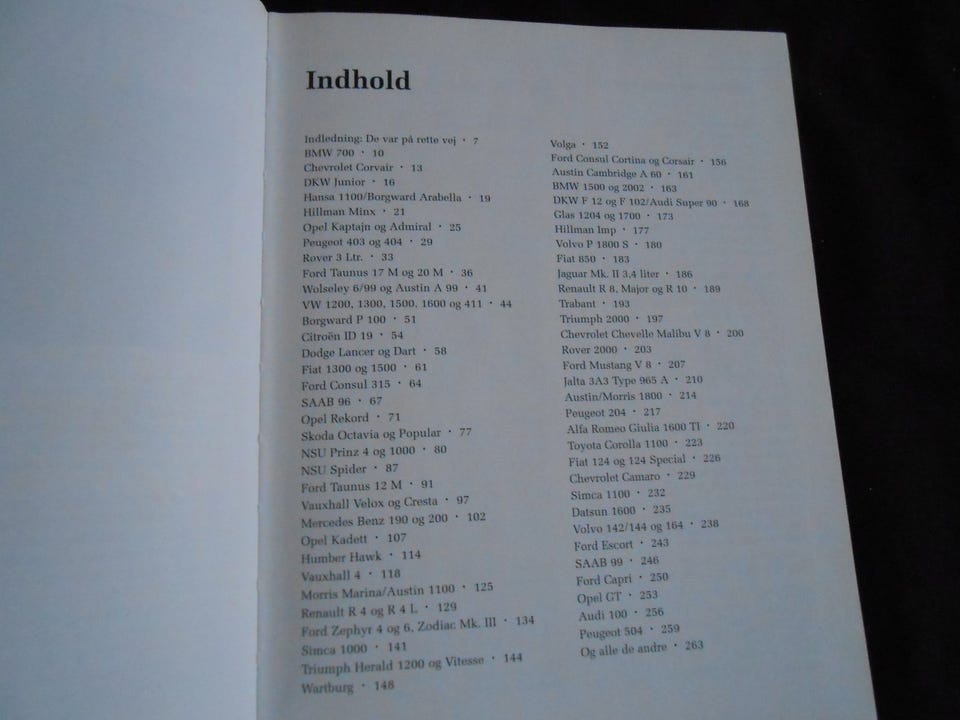 Indhold
Indledning: De var på rette vej · 7
BMW 700 · 10
Chevrolet Corvair · 13
DKW Junior · 16
Hansa 1100/Borgward Arabella · 19
Hillman Minx · 21
Opel Kaptajn og Admiral · 25
Peugeot 403 og 404 · 29
Rover 3 Ltr. · 33
Ford Taunus 17 M og 20 M · 36
Wolseley 6/99 og Austin A 99 · 41
VW 1200, 1300, 1500, 1600 og 411 · 44
Borgward P 100 · 51
Citroën ID 19 · 54
Dodge Lancer og Dart · 58
Fiat 1300 og 1500 · 61
Ford Consul 315 · 64
SAAB 96 · 67
Opel Rekord · 71
Skoda Octavia og Popular · 77
NSU Prinz 4 og 1000 · 80
NSU Spider · 87
Ford Taunus 12 M · 91
Vauxhall Velox og Cresta · 97
Mercedes Benz 190 og 200 · 102
Opel Kadett · 107
Humber Hawk · 114
Vauxhall 4 · 118
Morris Marina/Austin 1100 · 125
Renault R 4 og R 4 L · 129
Ford Zephyr 4 og 6, Zodiac Mk. III · 134
Simca 1000 · 141
Triumph Herald 1200 og Vitesse · 144
Wartburg · 148
Volga · 152
Ford Consul Cortina og Corsair · 156
Austin Cambridge A 60 · 161
BMW 1500 og 2002 · 163
DKW F 12 og F 102/Audi Super 90 · 168
Glas 1204 og 1700 · 173
Hillman Imp · 177
Volvo P 1800 S · 180
Fiat 850 · 183
Jaguar Mk. II 3,4 liter · 186
Renault R 8, Major og R 10 · 189
Trabant · 193
Triumph 2000 · 197
Chevrolet Chevelle Malibu V 8 · 200
Rover 2000 · 203
Ford Mustang V 8 · 207
Jalta 3A3 Type 965 A · 210
Austin/Morris 1800 · 214
Peugeot 204 · 217
Alfa Romeo Giulia 1600 TI · 220
Toyota Corolla 1100 · 223
Fiat 124 og 124 Special · 226
Chevrolet Camaro · 229
Simca 1100 · 232
Datsun 1600 · 235
Volvo 142/144 og 164 · 238
Ford Escort · 243
SAAB 99 · 246
Ford Capri · 250
Opel GT · 253
Audi 100 · 256
Peugeot 504 · 259
Og alle de andre · 263